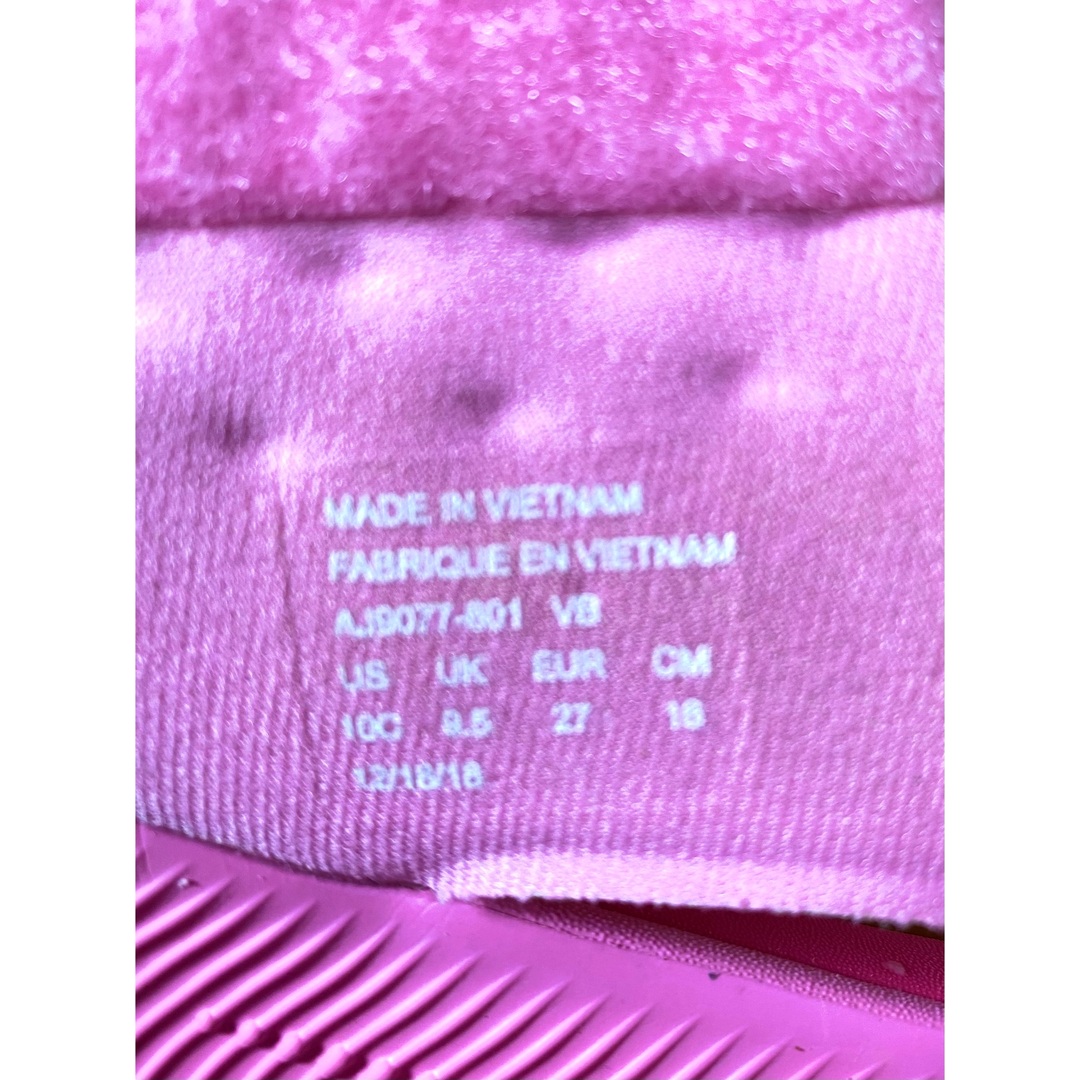 MADE IN VIETNAM
FABRIQUE EN VIETNAM
AJ9077-601 VB
US UK EUR CM
10C 9.5 27 16
12/18/18